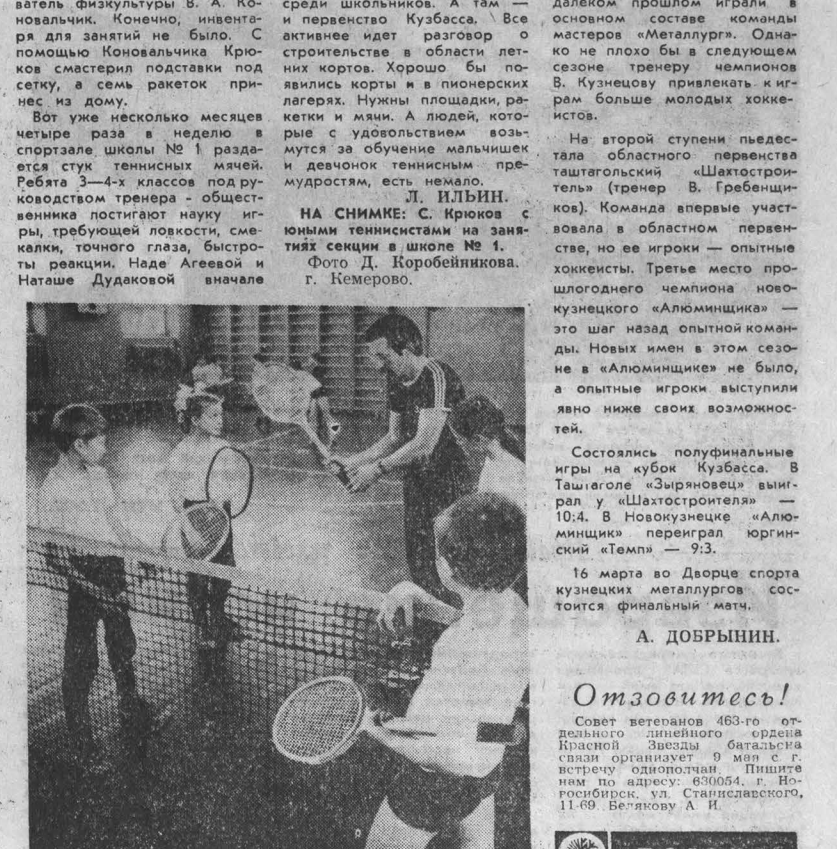 ватель физкультуры В. А. Ко-
новальчик. Конечно, инвента-
ря для занятий не было. С
помощью Коновальчика Крю-
ков смастерил подставки под
сетку, а семь ракеток при-
нес из дому.
Вот уже несколько месяцев
четыре раза в неделю в
спортзале школы № 1 разда-
ется стук теннисных мячей.
Ребята 3—4-х классов под ру-
ководством тренера - общест-
венника постигают науку иг-
ры, требующей ловкости, сме-
калки, точного глаза, быстро-
ты реакции. Наде Агеевой и
Наташе Дудаковой вначале
среди школьников. А там —
и первенство Кузбасса. Все
активнее идет разговор о
строительстве в области лет-
них кортов. Хорошо бы по-
явились корты и в пионерских
лагерях. Нужны площадки, ра-
кетки и мячи. А людей, кото-
рые с удовольствием возь-
мутся за обучение мальчишек
и девчонок теннисным пре-
мудростям, есть немало.
Л. ИЛЬИН.
НА СНИМКЕ: С. Крюков с
юными теннисистами на заня-
тиях секции в школе № 1.
Фото Д. Коробейникова.
г. Кемерово.
далеком прошлом играли в
основном составе команды
мастеров «Металлург». Одна-
ко не плохо бы в следующем
сезоне тренеру чемпионов
В. Кузнецову привлекать к иг-
рам больше молодых хокке-
истов.
На второй ступени пьедес-
тала областного первенства
таштагольский «Шахтострои-
тель» (тренер В. Гребенщи-
ков). Команда впервые участ-
вовала в областном первен-
стве, но ее игроки — опытные
хоккеисты. Третье место про-
шлогоднего чемпиона ново-
кузнецкого «Алюминщика» —
это шаг назад опытной коман-
ды. Новых имен в этом сезо-
не в «Алюминщике» не было,
а опытные игроки выступили
явно ниже своих возможнос-
тей.
Состоялись полуфинальные
игры на кубок Кузбасса. В
Таштаголе «Зыряновец» выиг-
рал у «Шахтостроителя» —
10:4. В Новокузнецке «Алю-
минщик» переиграл юргин-
ский «Темп» — 9:3.
16 марта во Дворце спорта
кузнецких металлургов сос-
тоится финальный матч.
А. ДОБРЫНИН.
Отзовитесь!
Совет ветеранов 463-го от-
дельного линейного ордена
Красной Звезды батальона
связи организует 9 мая с. г.
встречу однополчан. Пишите
нам по адресу: 630054, г. Но-
росибирск, ул. Станиславского,
11-69. Белякову А. И.